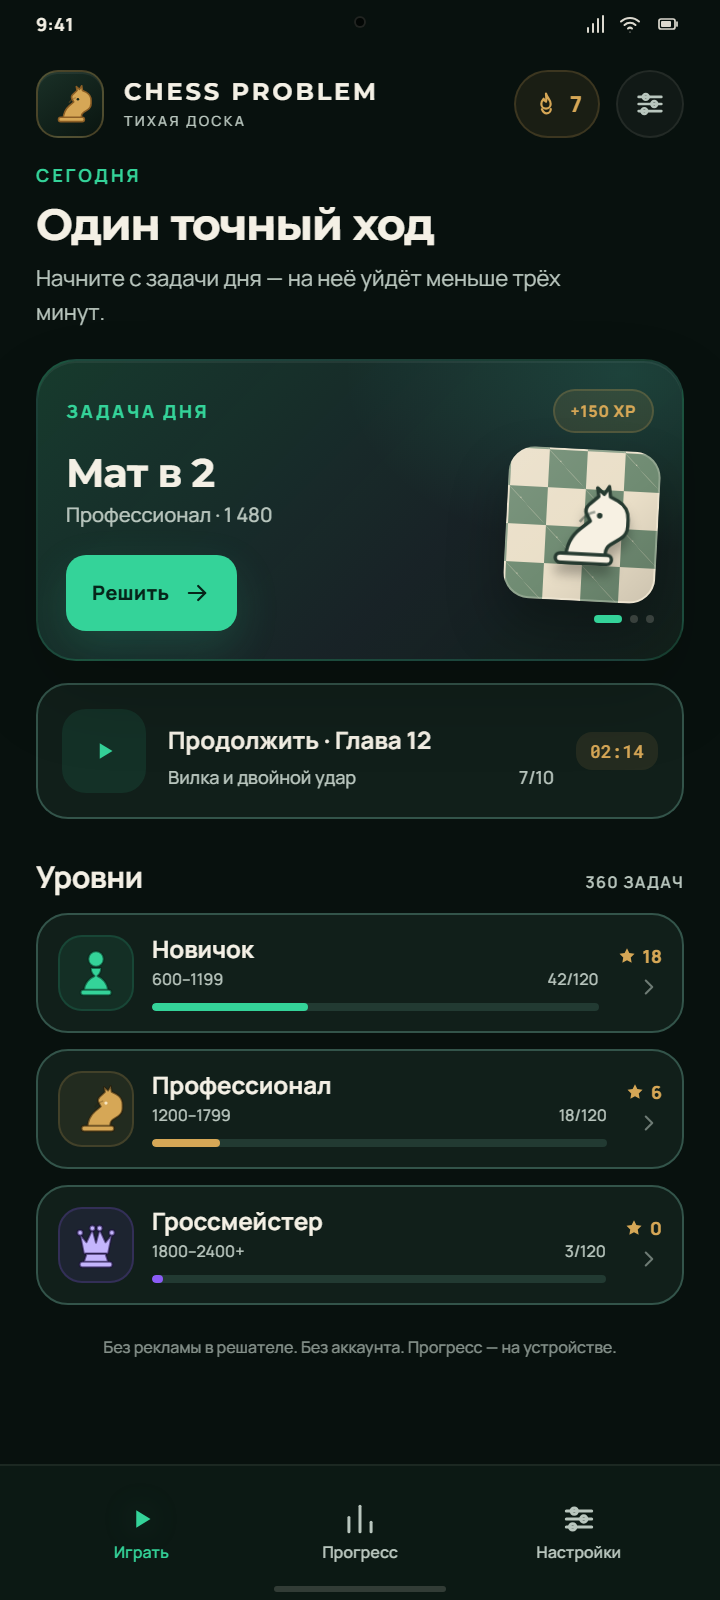 9:41
CHESS PROBLEM
ТИХАЯ ДОСКА
7
СЕГОДНЯ
Один точный ход
Начните с задачи дня — на неё уйдёт меньше трёх
минут.
ЗАДАЧА ДНЯ
+150 XP
Мат в 2
Профессионал · 1 480
Решить
Продолжить · Глава 12
Вилка и двойной удар
7/10
02:14
Уровни
360 ЗАДАЧ
Новичок
18
600–1199
42/120
Профессионал
6
1200–1799
18/120
Гроссмейстер
0
1800–2400+
3/120
Без рекламы в решателе. Без аккаунта. Прогресс — на устройстве.
Играть
Прогресс
Настройки